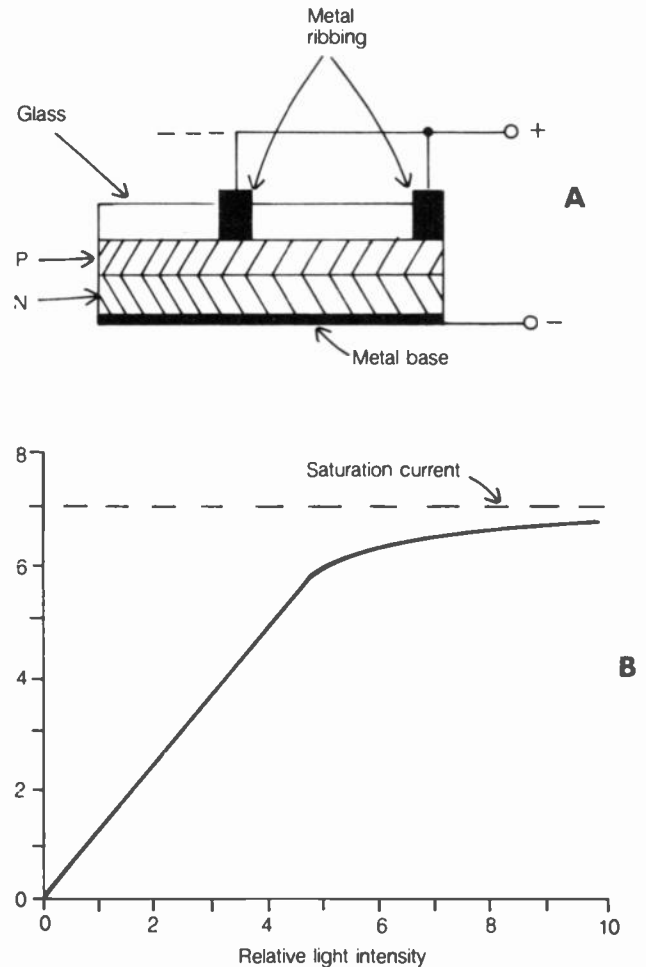 Metal
ribbing
Glass
+
A
P
N
-
Metal base
8
Saturation current
6
B
4
2
0
0 2 4 6 8 10
Relative light intensity